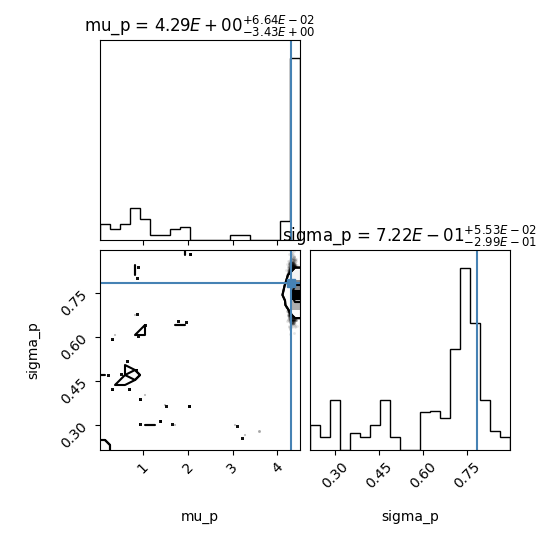 mu_p = 4.29E + 00 +6.64E − 02 −3.43E + 00
sigma_p = 7.22E − 01 +5.53E − 02 −2.99E − 01
sigma_p
0.75
0.60
0.45
0.30
1 2 3 4
0.30 0.45 0.60 0.75
mu_p sigma_p